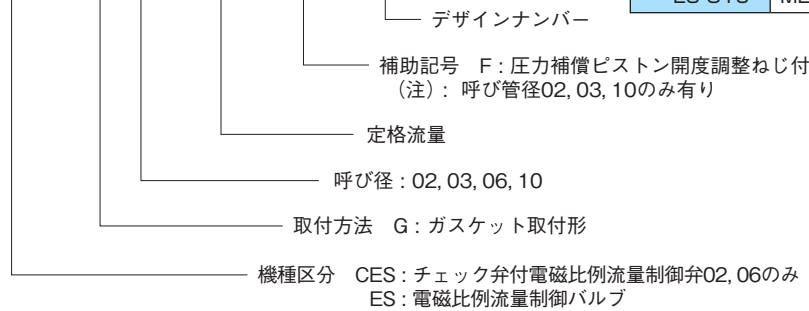 デザインナンバー
補助記号 F：圧力補償ピストン開度調整ねじ付
（注）：呼び管径02, 03, 10のみ有り
定格流量
呼び径：02, 03, 06, 10
取付方法 G：ガスケット取付形
機種区分 CES：チェック弁付電磁比例流量制御弁02, 06のみ
ES：電磁比例流量制御バルブ